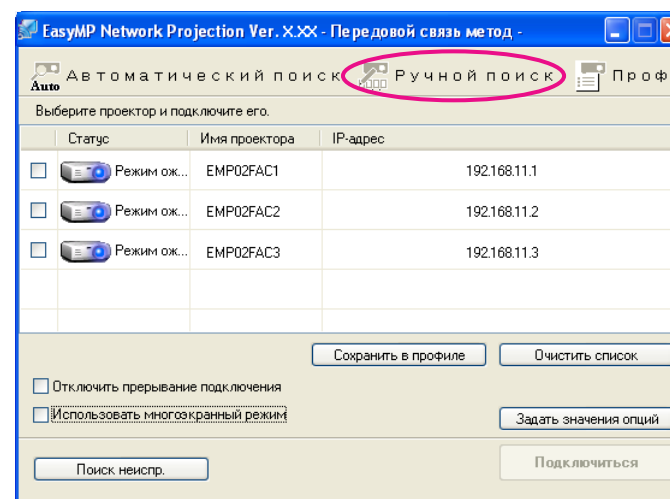 EasyMP Network Projection Ver. X.XX - Передовой связь метод -
Auto Автоматический поиск Ручной поиск Проф
Выберите проектор и подключите его.
Статус Имя проектора IP-адрес
Режим ож... EMP02FAC1 192.168.11.1
Режим ож... EMP02FAC2 192.168.11.2
Режим ож... EMP02FAC3 192.168.11.3
Сохранить в профиле Очистить список
Отключить прерывание подключения
Использовать многоэкранный режим
Задать значения опций
Поиск неиспр. Подключиться